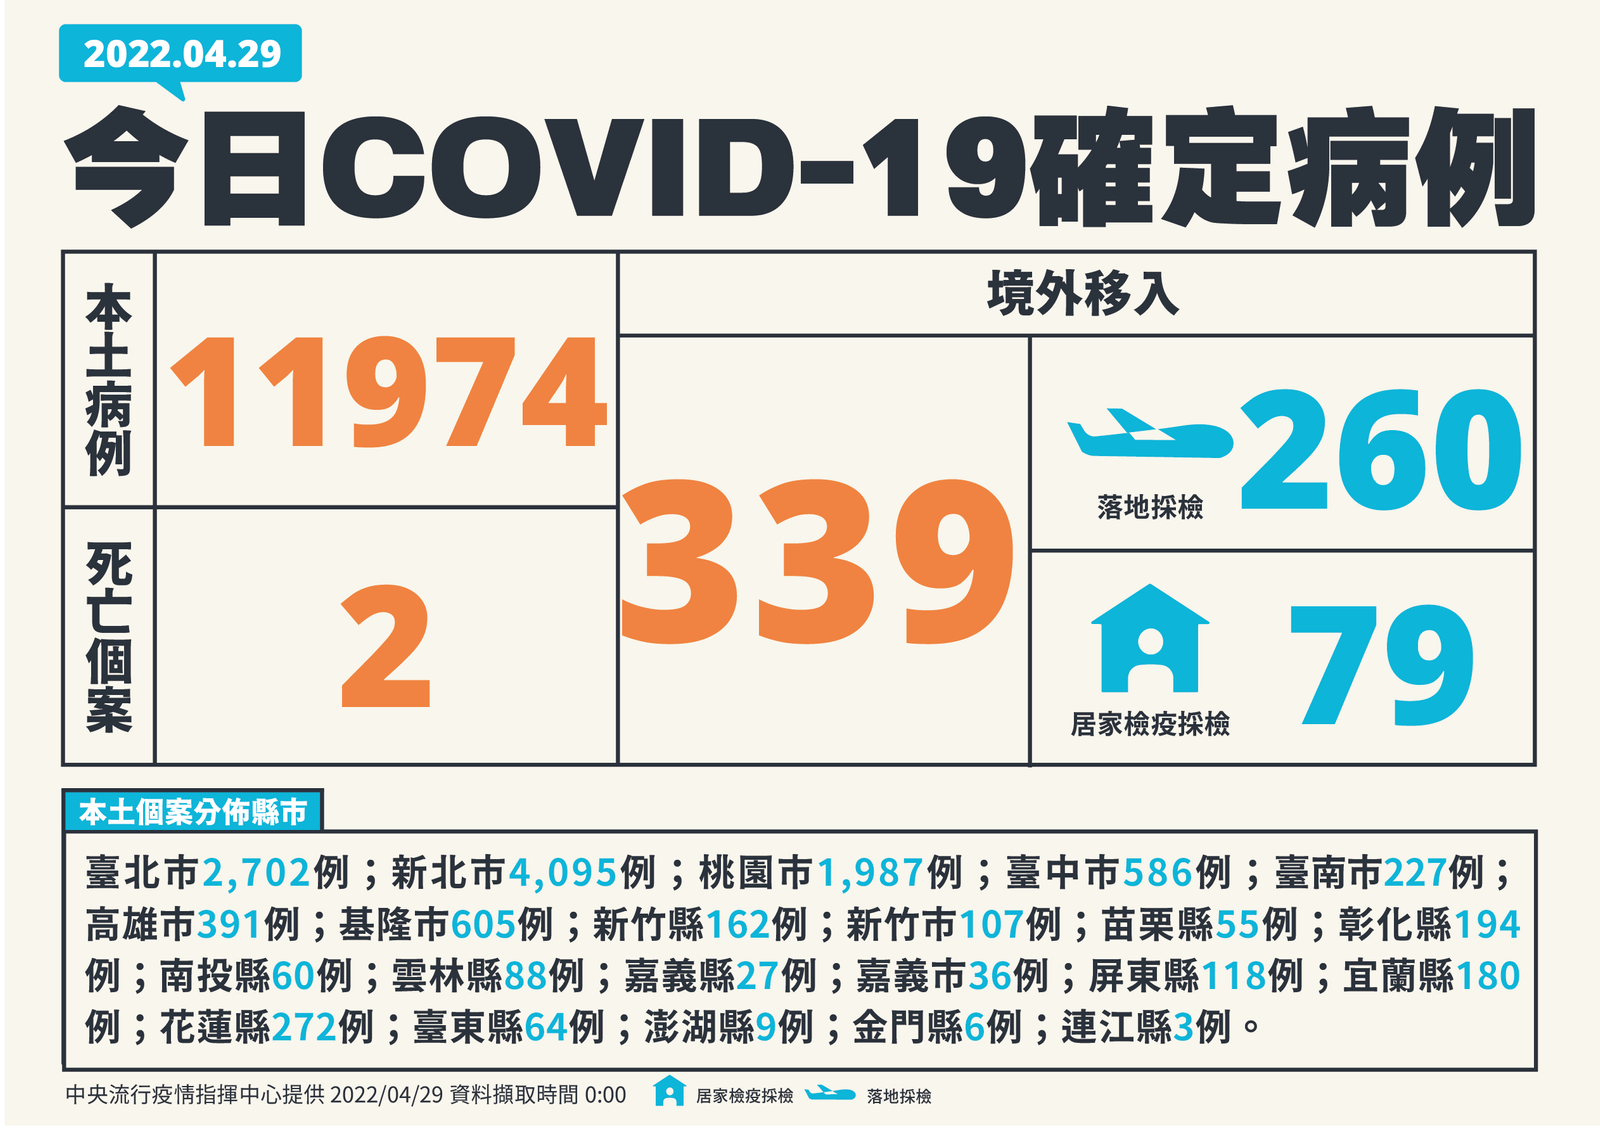 2022.04.29
今日COVID-19確定病例
本土病例
11974
死亡個案
2
境外移入
339
260
落地採檢
79
居家檢疫採檢
本土個案分佈縣市
臺北市2,702例；新北市4,095例；桃園市1,987例；臺中市586例；臺南市227例；
高雄市391例；基隆市605例；新竹縣162例；新竹市107例；苗栗縣55例；彰化縣194
例；南投縣60例；雲林縣88例；嘉義縣27例；嘉義市36例；屏東縣118例；宜蘭縣180
例；花蓮縣272例；臺東縣64例；澎湖縣9例；金門縣6例；連江縣3例。
中央流行疫情指揮中心提供 2022/04/29 資料擷取時間 0:00 居家檢疫採檢 落地採檢